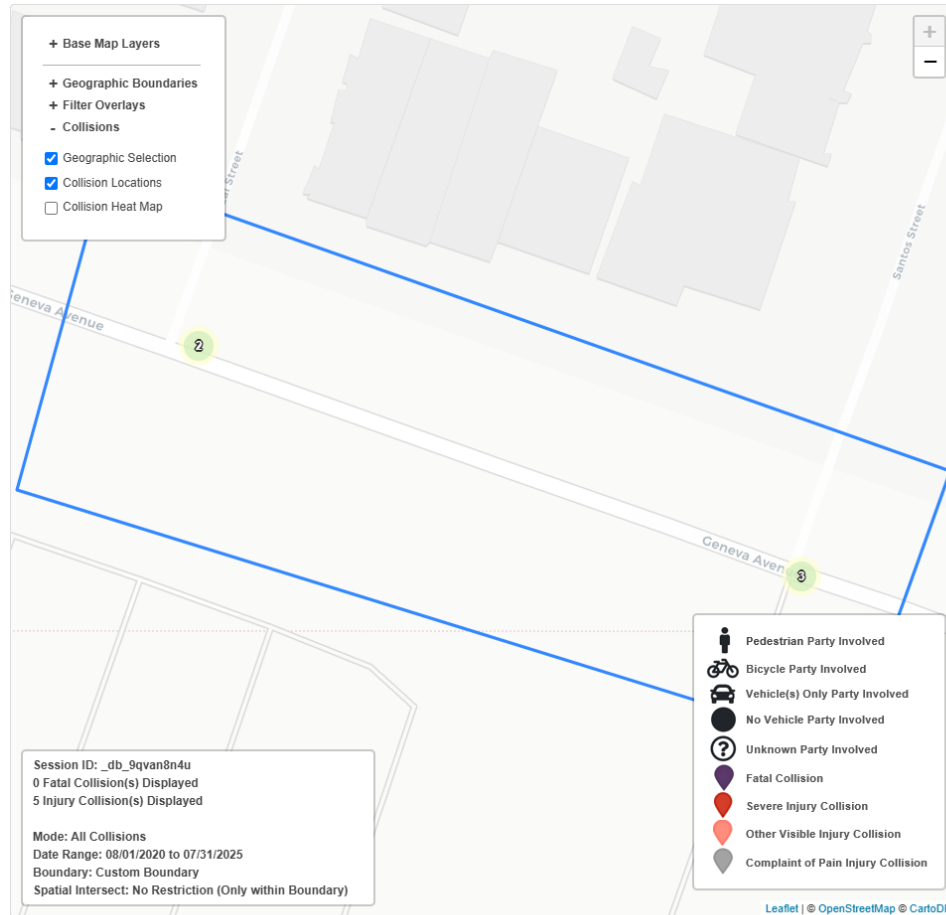 + Base Map Layers
+ Geographic Boundaries
+ Filter Overlays
- Collisions
Geographic Selection
Collision Locations
Collision Heat Map
+
−
Street
Santos Street
Geneva Avenue
2
Geneva
3
Pedestrian Party Involved
Bicycle Party Involved
Vehicle(s) Only Party Involved
No Vehicle Party Involved
?
Unknown Party Involved
Fatal Collision
Severe Injury Collision
Other Visible Injury Collision
Complaint of Pain Injury Collision
Session ID: _db_9qvan8n4u
0 Fatal Collision(s) Displayed
5 Injury Collision(s) Displayed
Mode: All Collisions
Date Range: 08/01/2020 to 07/31/2025
Boundary: Custom Boundary
Spatial Intersect: No Restriction (Only within Boundary)
Leaflet | © OpenStreetMap © CartoD